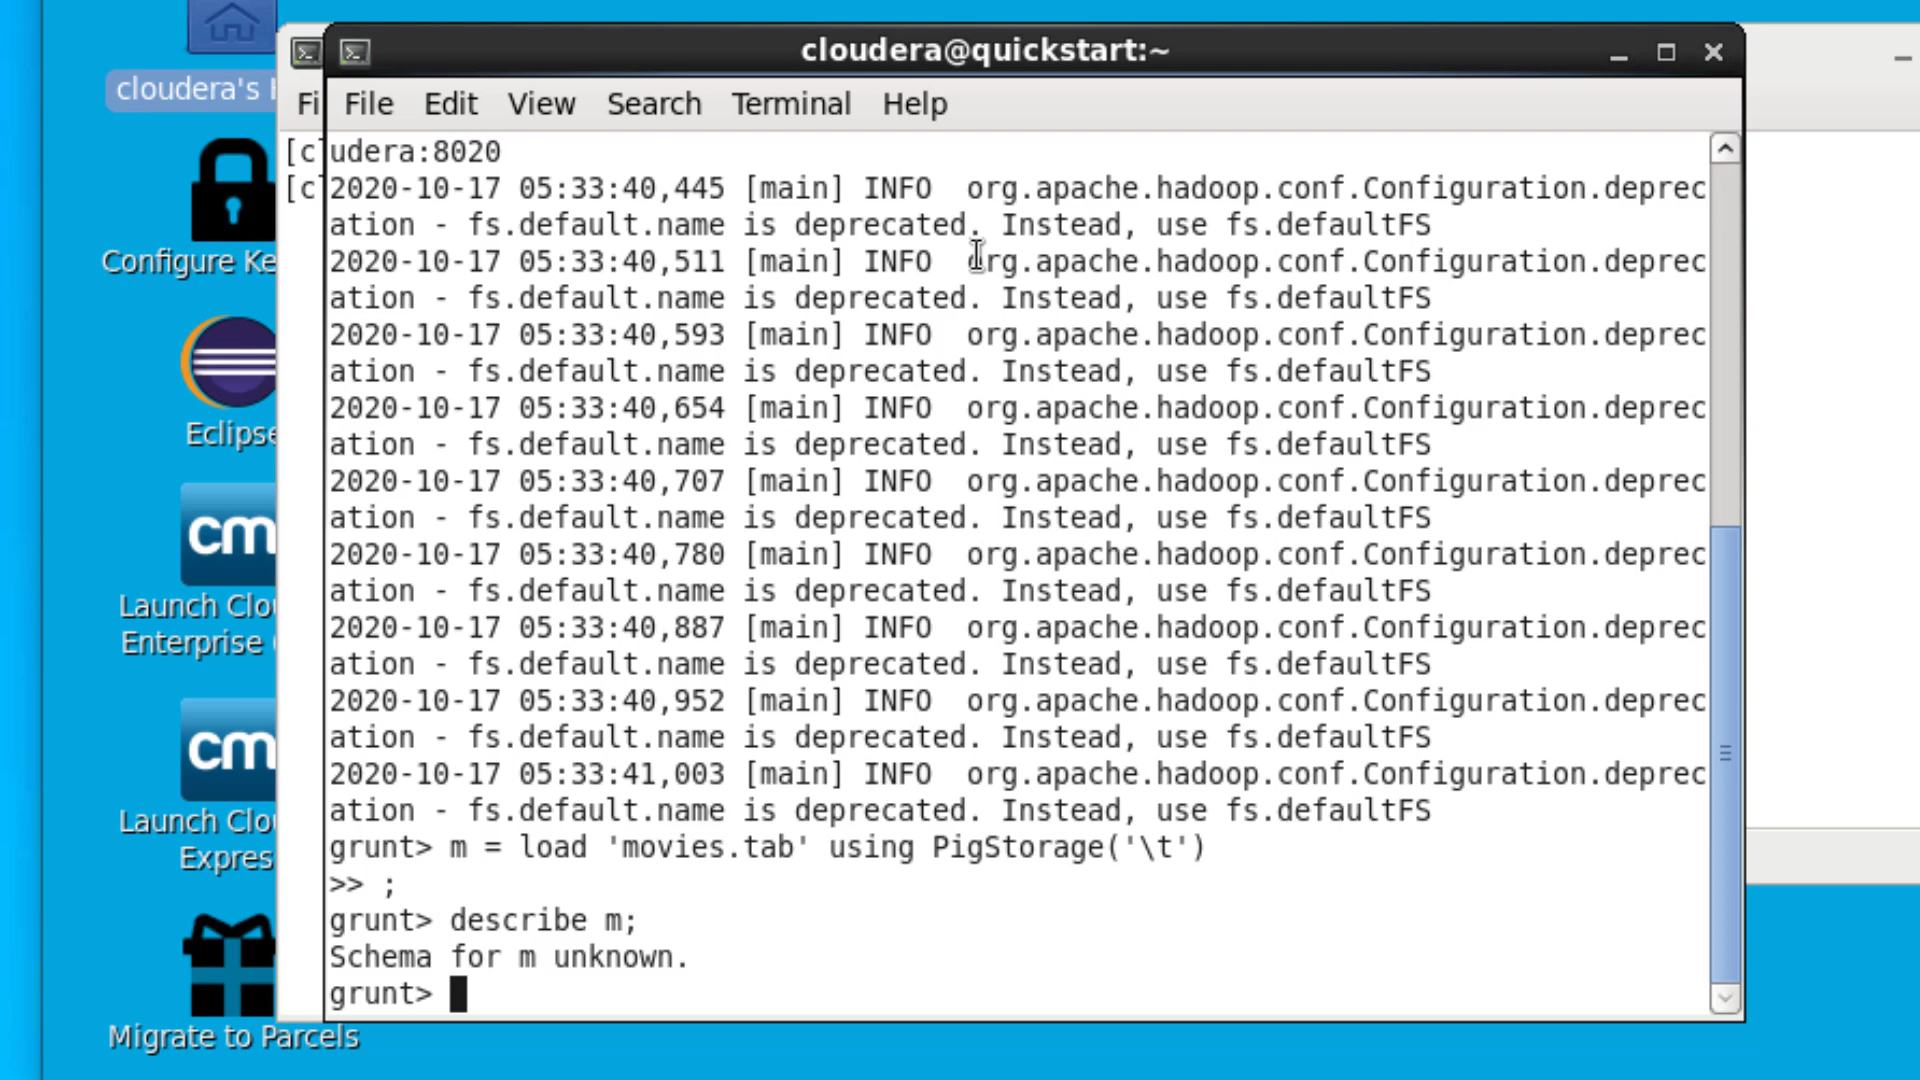 cloudera@quickstart:~
Fi
File Edit View Search Terminal Help
cloudera's
[cl
[cl
udera:8020
2020-10-17 05:33:40,445 [main] INFO  org.apache.hadoop.conf.Configuration.deprec
ation - fs.default.name is deprecated. Instead, use fs.defaultFS
2020-10-17 05:33:40,511 [main] INFO  org.apache.hadoop.conf.Configuration.deprec
ation - fs.default.name is deprecated. Instead, use fs.defaultFS
2020-10-17 05:33:40,593 [main] INFO  org.apache.hadoop.conf.Configuration.deprec
ation - fs.default.name is deprecated. Instead, use fs.defaultFS
2020-10-17 05:33:40,654 [main] INFO  org.apache.hadoop.conf.Configuration.deprec
ation - fs.default.name is deprecated. Instead, use fs.defaultFS
2020-10-17 05:33:40,707 [main] INFO  org.apache.hadoop.conf.Configuration.deprec
ation - fs.default.name is deprecated. Instead, use fs.defaultFS
2020-10-17 05:33:40,780 [main] INFO  org.apache.hadoop.conf.Configuration.deprec
ation - fs.default.name is deprecated. Instead, use fs.defaultFS
2020-10-17 05:33:40,887 [main] INFO  org.apache.hadoop.conf.Configuration.deprec
ation - fs.default.name is deprecated. Instead, use fs.defaultFS
2020-10-17 05:33:40,952 [main] INFO  org.apache.hadoop.conf.Configuration.deprec
ation - fs.default.name is deprecated. Instead, use fs.defaultFS
2020-10-17 05:33:41,003 [main] INFO  org.apache.hadoop.conf.Configuration.deprec
ation - fs.default.name is deprecated. Instead, use fs.defaultFS
grunt> m = load 'movies.tab' using PigStorage('\t')
>> ;
grunt> describe m;
Schema for m unknown.
grunt>
Configure Ke
Eclipse
cm
Launch Clou
Enterprise
cm
Launch Clou
Expres
Migrate to Parcels